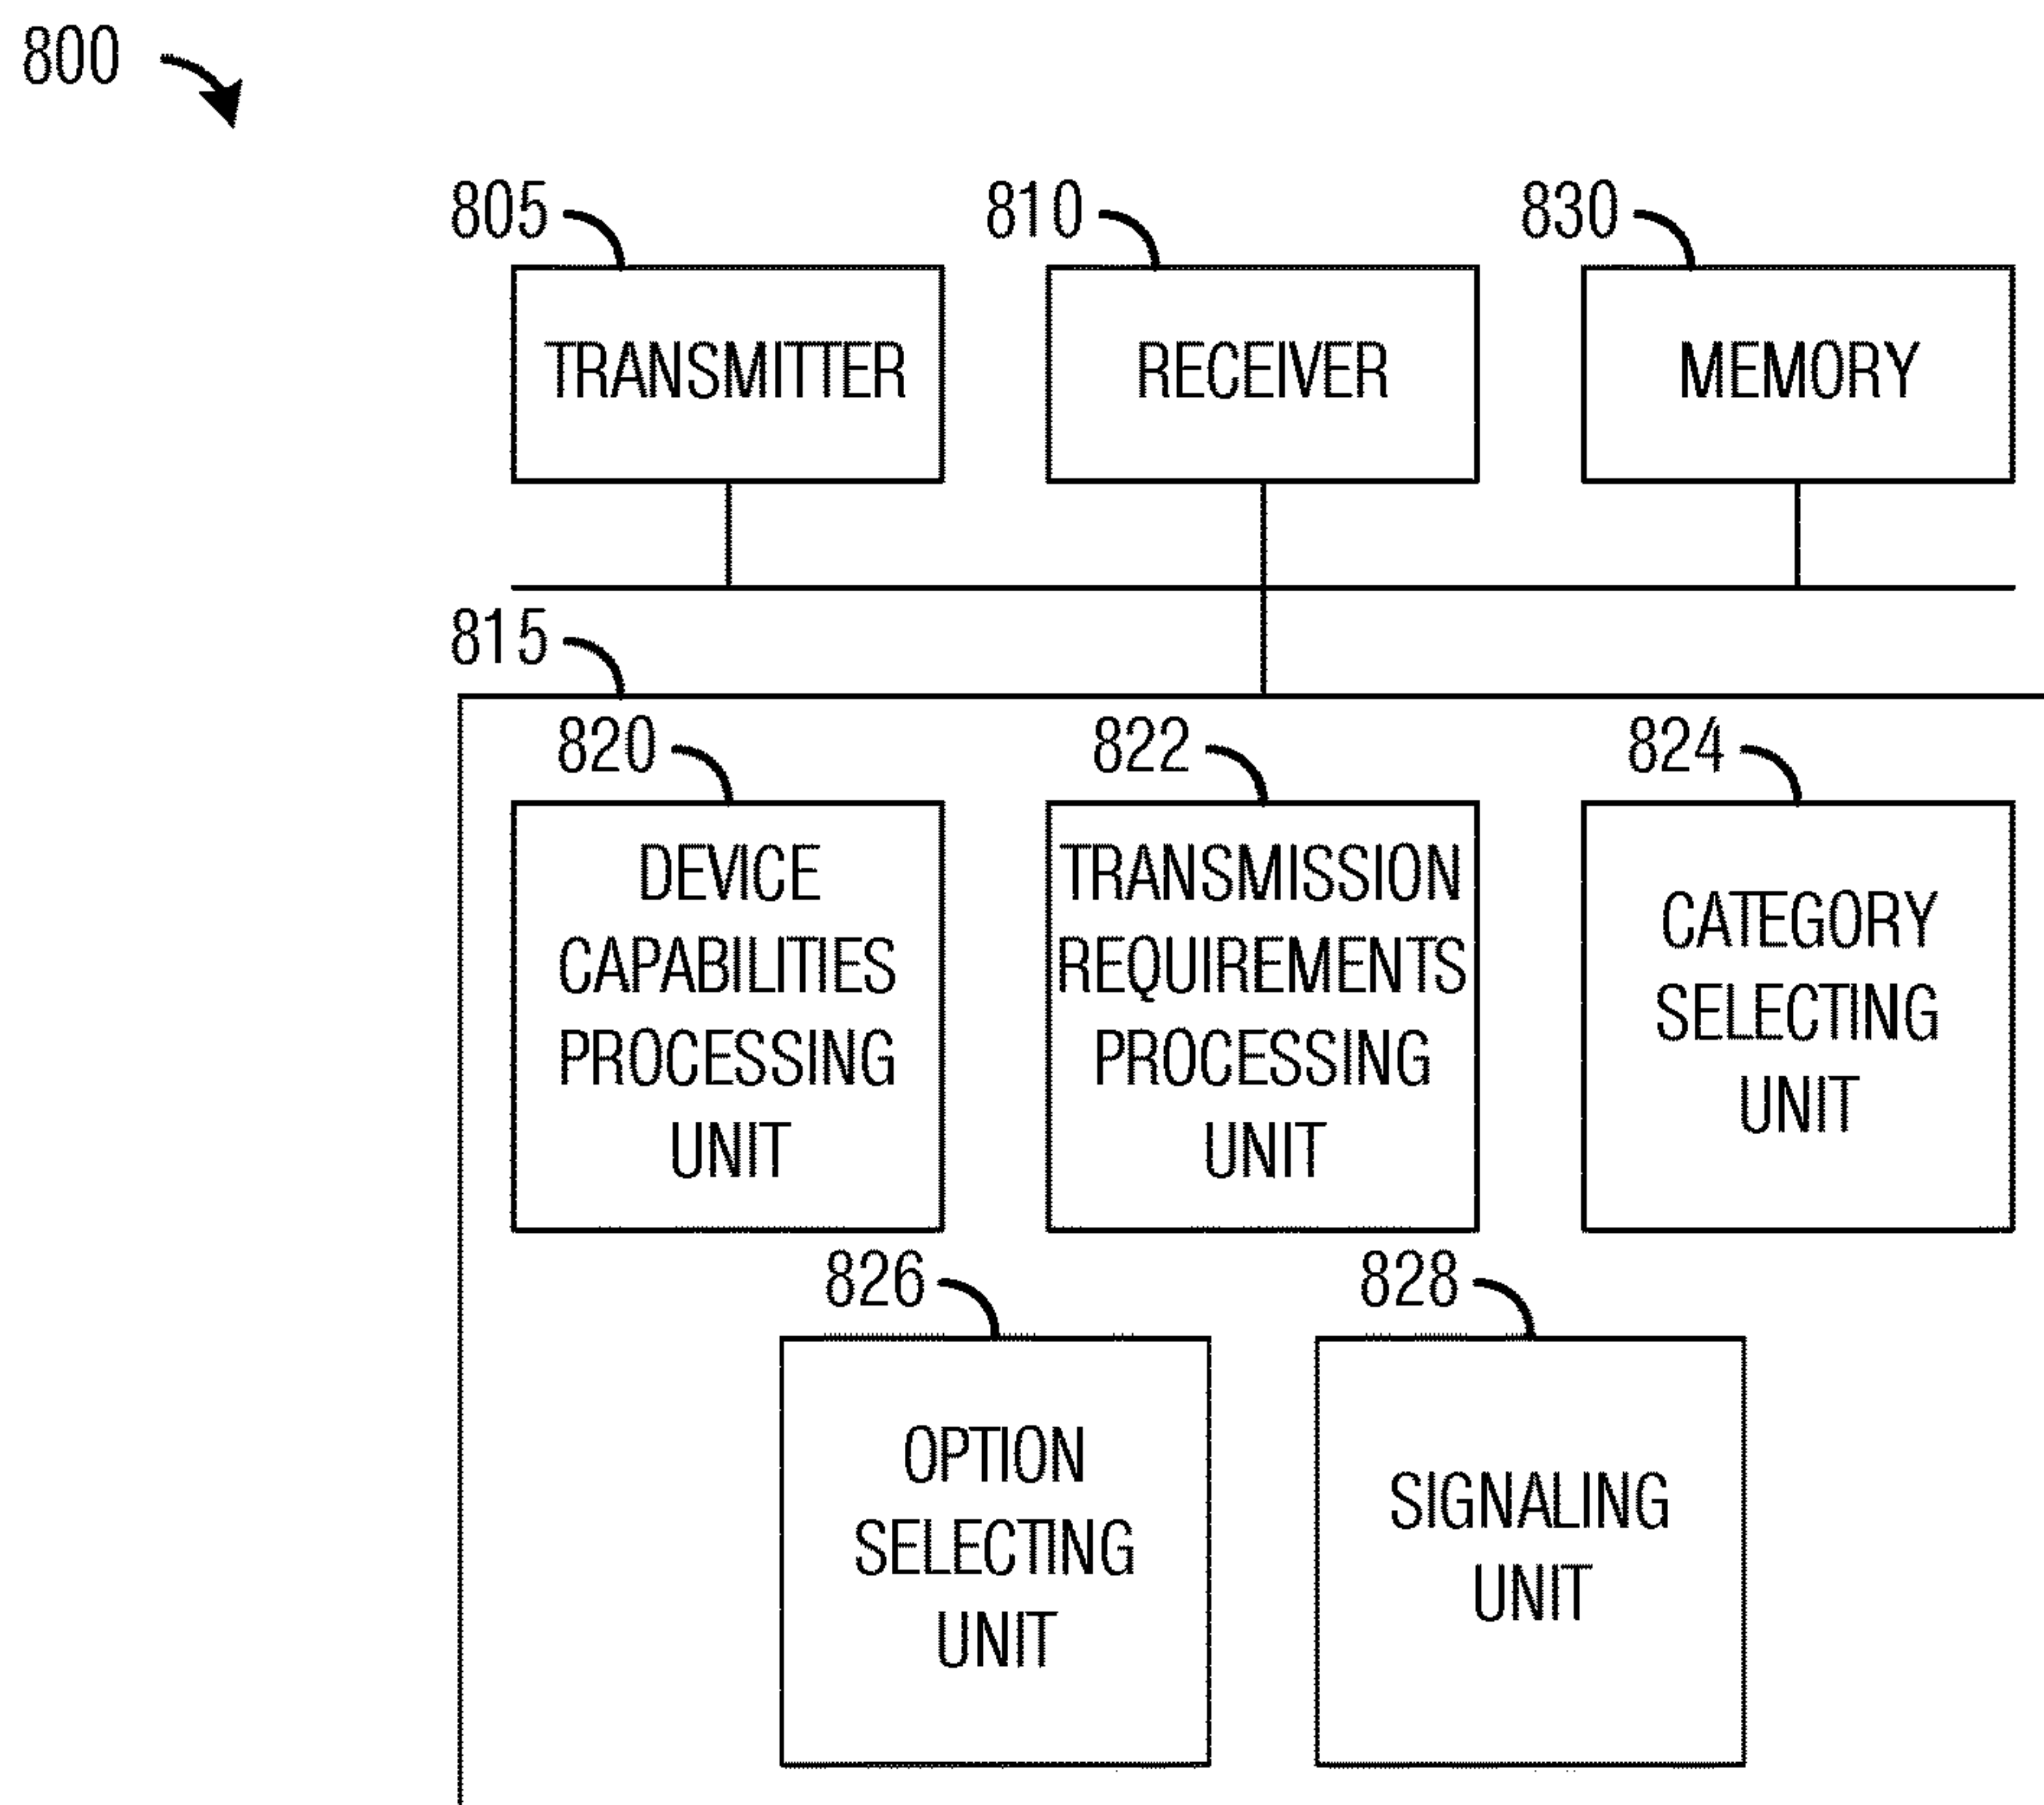 800
805
810
830
TRANSMITTER
RECEIVER
MEMORY
815
820
822
824
DEVICE
CAPABILITIES
PROCESSING
UNIT
TRANSMISSION
REQUIREMENTS
PROCESSING
UNIT
CATEGORY
SELECTING
UNIT
826
828
OPTION
SELECTING
UNIT
SIGNALING
UNIT